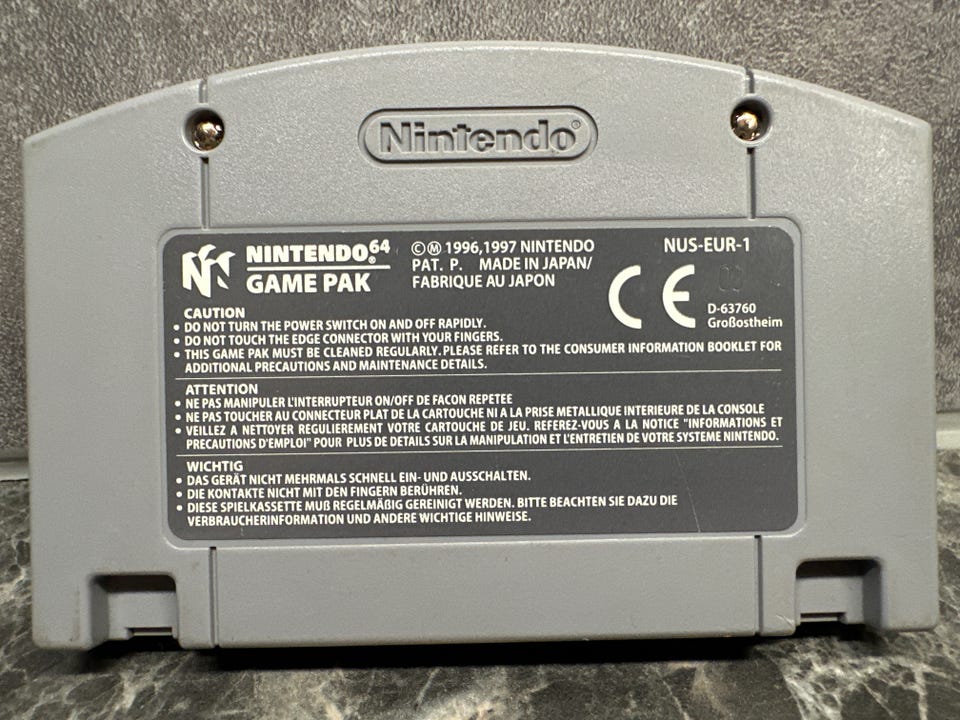 Nintendo®
NINTENDO®64
GAME PAK
©Ⓜ 1996,1997 NINTENDO
PAT. P. MADE IN JAPAN/
FABRIQUE AU JAPON
NUS-EUR-1
CE
D-63760
Großostheim
CAUTION
• DO NOT TURN THE POWER SWITCH ON AND OFF RAPIDLY.
• DO NOT TOUCH THE EDGE CONNECTOR WITH YOUR FINGERS.
• THIS GAME PAK MUST BE CLEANED REGULARLY. PLEASE REFER TO THE CONSUMER INFORMATION BOOKLET FOR
ADDITIONAL PRECAUTIONS AND MAINTENANCE DETAILS.
ATTENTION
• NE PAS MANIPULER L'INTERRUPTEUR ON/OFF DE FACON REPETEE
• NE PAS TOUCHER AU CONNECTEUR PLAT DE LA CARTOUCHE NI A LA PRISE METALLIQUE INTERIEURE DE LA CONSOLE
• VEILLEZ A NETTOYER REGULIEREMENT VOTRE CARTOUCHE DE JEU. REFEREZ-VOUS A LA NOTICE "INFORMATIONS ET
PRECAUTIONS D'EMPLOI" POUR PLUS DE DETAILS SUR LA MANIPULATION ET L'ENTRETIEN DE VOTRE SYSTEME NINTENDO.
WICHTIG
• DAS GERÄT NICHT MEHRMALS SCHNELL EIN- UND AUSSCHALTEN.
• DIE KONTAKTE NICHT MIT DEN FINGERN BERÜHREN.
• DIESE SPIELKASSETTE MUß REGELMÄßIG GEREINIGT WERDEN. BITTE BEACHTEN SIE DAZU DIE
VERBRAUCHERINFORMATION UND ANDERE WICHTIGE HINWEISE.